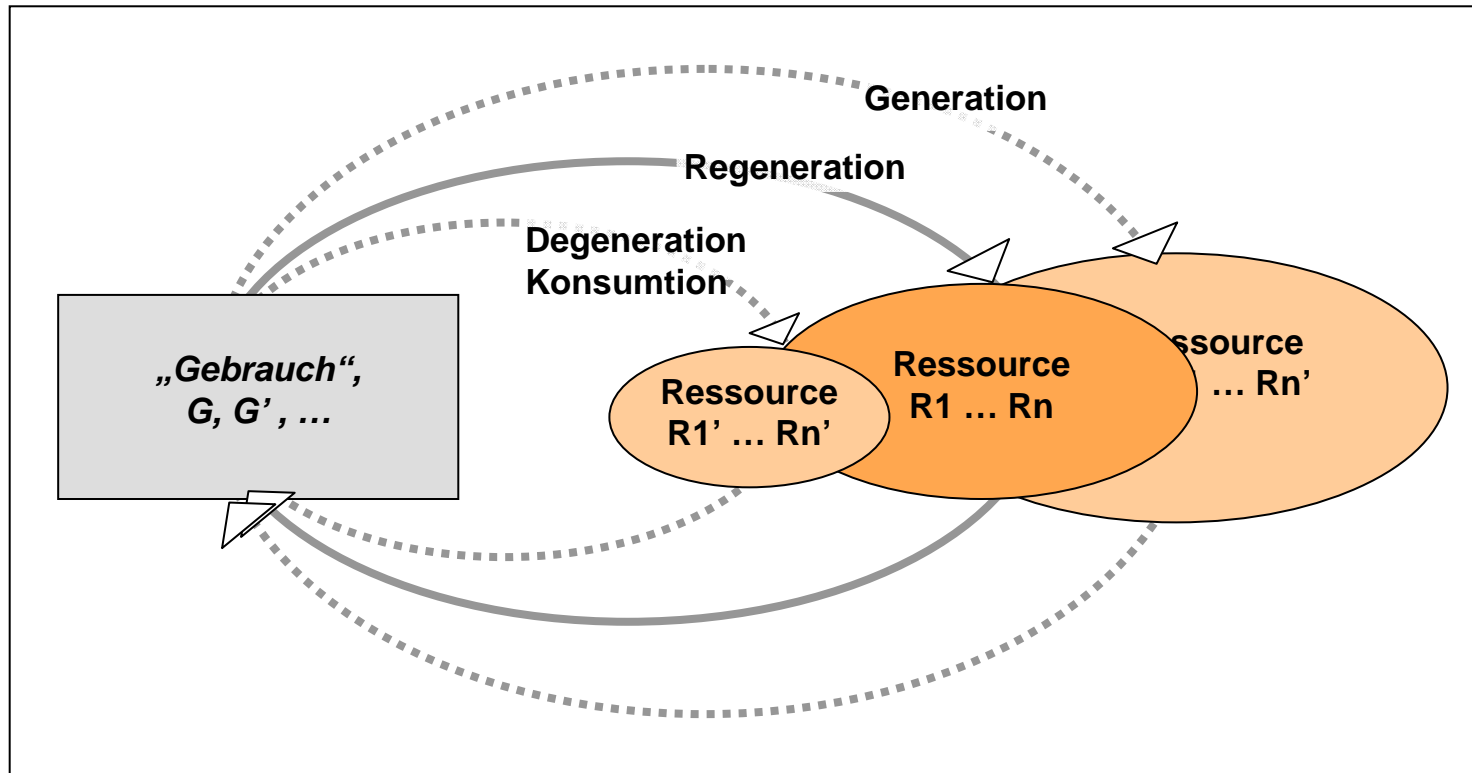 Generation
Regeneration
Degeneration
Konsumtion
„Gebrauch“,
G, G’ , …
Ressource
R1’ … Rn’
Ressource
R1 … Rn
ssource
… Rn’